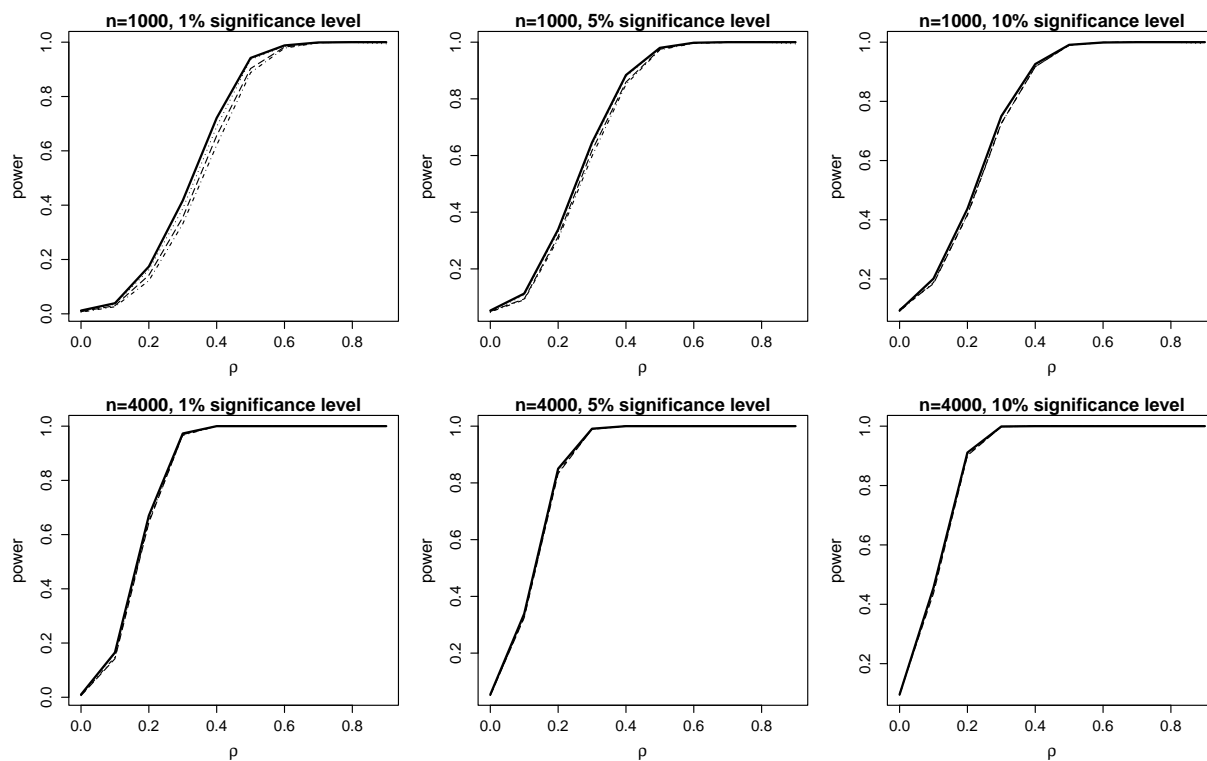 n=1000, 1% significance level
power
0.0 0.2 0.4 0.6 0.8 1.0
0.0 0.2 0.4 0.6 0.8
ρ
n=1000, 5% significance level
power
0.2 0.4 0.6 0.8 1.0
0.0 0.2 0.4 0.6 0.8
ρ
n=1000, 10% significance level
power
0.2 0.4 0.6 0.8 1.0
0.0 0.2 0.4 0.6 0.8
ρ
n=4000, 1% significance level
power
0.0 0.2 0.4 0.6 0.8 1.0
0.0 0.2 0.4 0.6 0.8
ρ
n=4000, 5% significance level
power
0.2 0.4 0.6 0.8 1.0
0.0 0.2 0.4 0.6 0.8
ρ
n=4000, 10% significance level
power
0.2 0.4 0.6 0.8 1.0
0.0 0.2 0.4 0.6 0.8
ρ